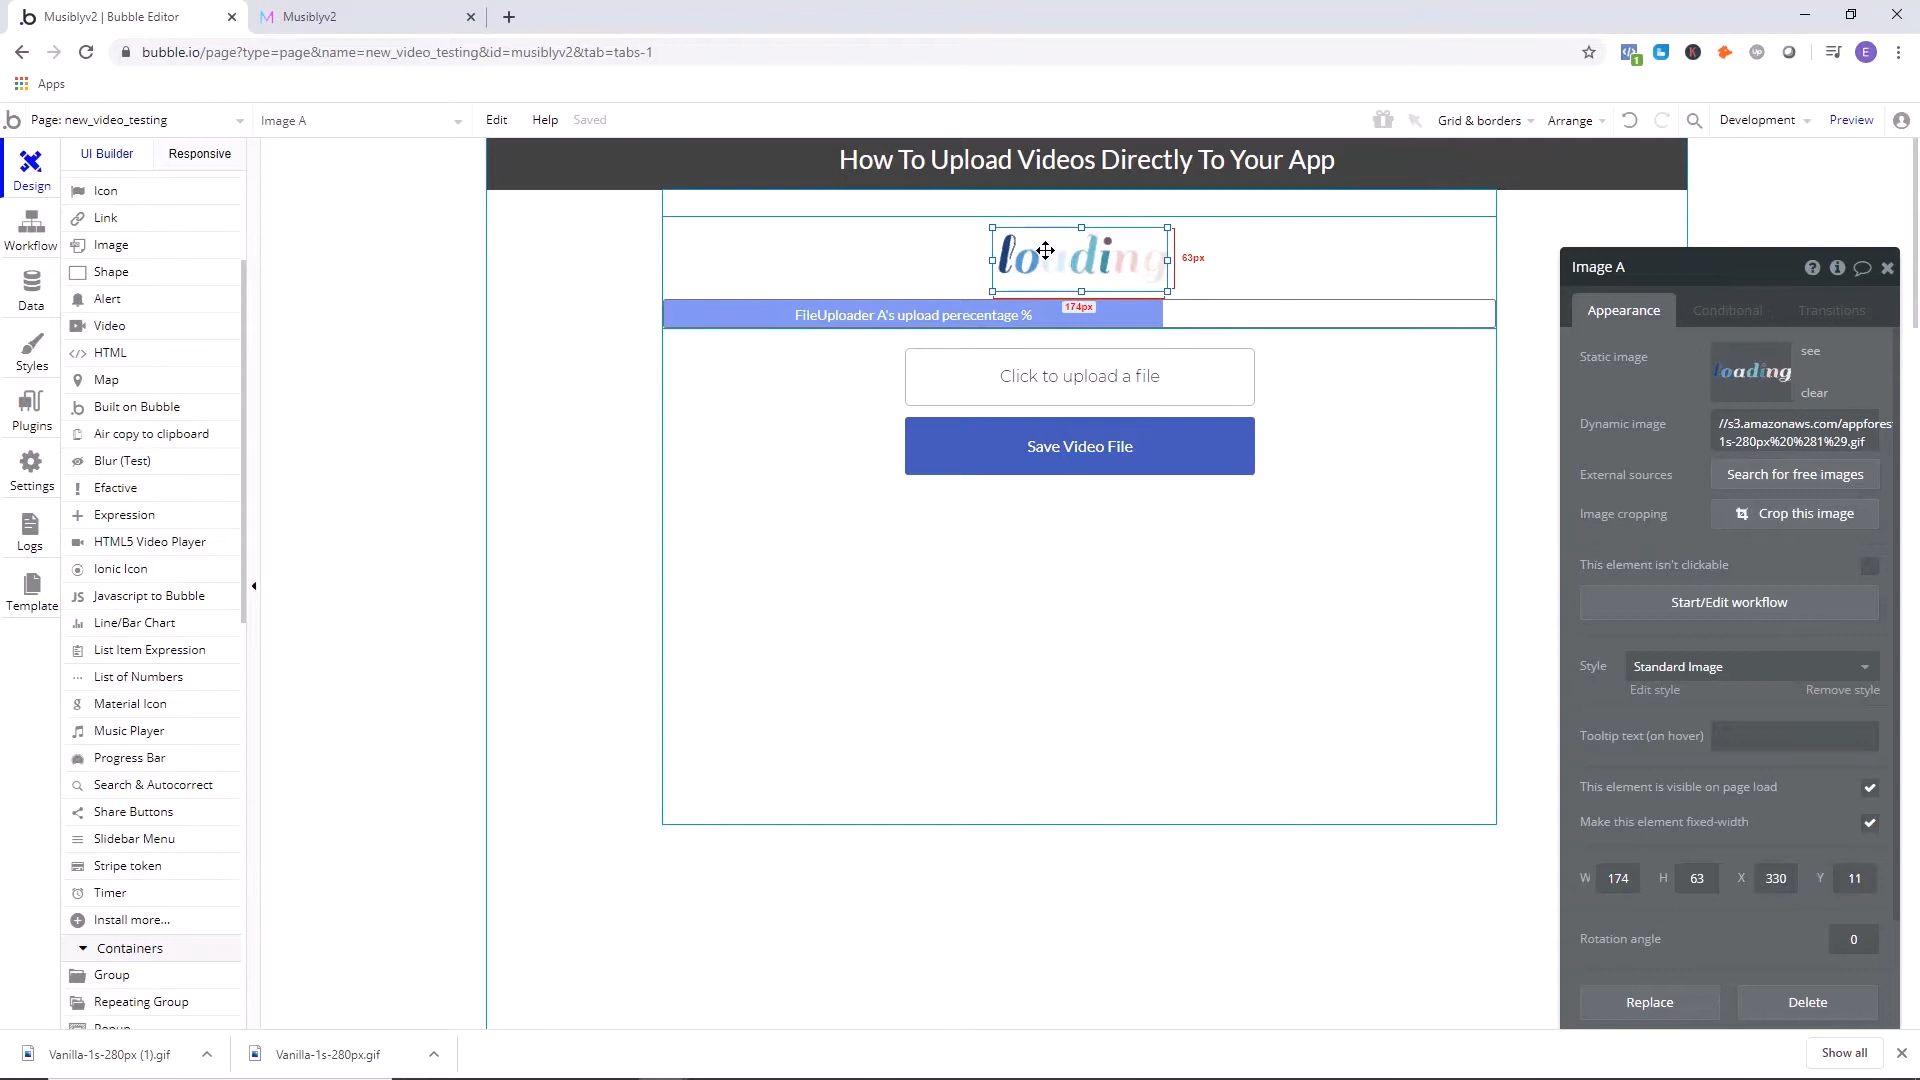 Musiblyv2 | Bubble Editor
Musiblyv2
bubble.io/page?type=page&name=new_video_testing&id=musiblyv2&tab=tabs-1
1
E
Apps
Page: new_video_testing
Image A
Edit
Help
Saved
Grid & borders
Arrange
Development
Preview
Design
Workflow
Data
Styles
Plugins
Settings
Logs
Template
UI Builder
Responsive
Icon
Link
Image
Shape
Alert
Video
HTML
Map
Built on Bubble
Air copy to clipboard
Blur (Test)
Efactive
Expression
HTML5 Video Player
Ionic Icon
Javascript to Bubble
Line/Bar Chart
List Item Expression
List of Numbers
Material Icon
Music Player
Progress Bar
Search & Autocorrect
Share Buttons
Slidebar Menu
Stripe token
Timer
Install more...
Containers
Group
Repeating Group
Popup
How To Upload Videos Directly To Your App
loading
63px
174px
FileUploader A's upload perecentage %
Click to upload a file
Save Video File
Image A
Appearance
Conditional
Transitions
Static image
loading
see
clear
Dynamic image
//s3.amazonaws.com/appfores
1s-280px%20%281%29.gif
External sources
Search for free images
Image cropping
Crop this image
This element isn't clickable
Start/Edit workflow
Style
Standard Image
Edit style
Remove style
Tooltip text (on hover)
This element is visible on page load
Make this element fixed-width
W 174 H 63 X 330 Y 11
Rotation angle
0
Replace
Delete
Vanilla-1s-280px (1).gif
Vanilla-1s-280px.gif
Show all